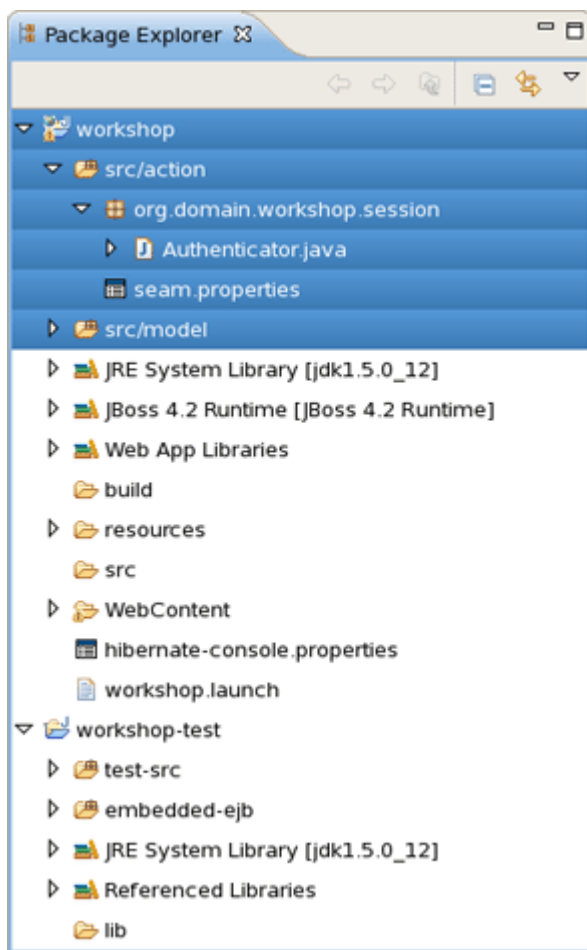 Package Explorer
workshop
src/action
org.domain.workshop.session
Authenticator.java
seam.properties
src/model
JRE System Library [jdk1.5.0_12]
JBoss 4.2 Runtime [JBoss 4.2 Runtime]
Web App Libraries
build
resources
src
WebContent
hibernate-console.properties
workshop.launch
workshop-test
test-src
embedded-ejb
JRE System Library [jdk1.5.0_12]
Referenced Libraries
lib